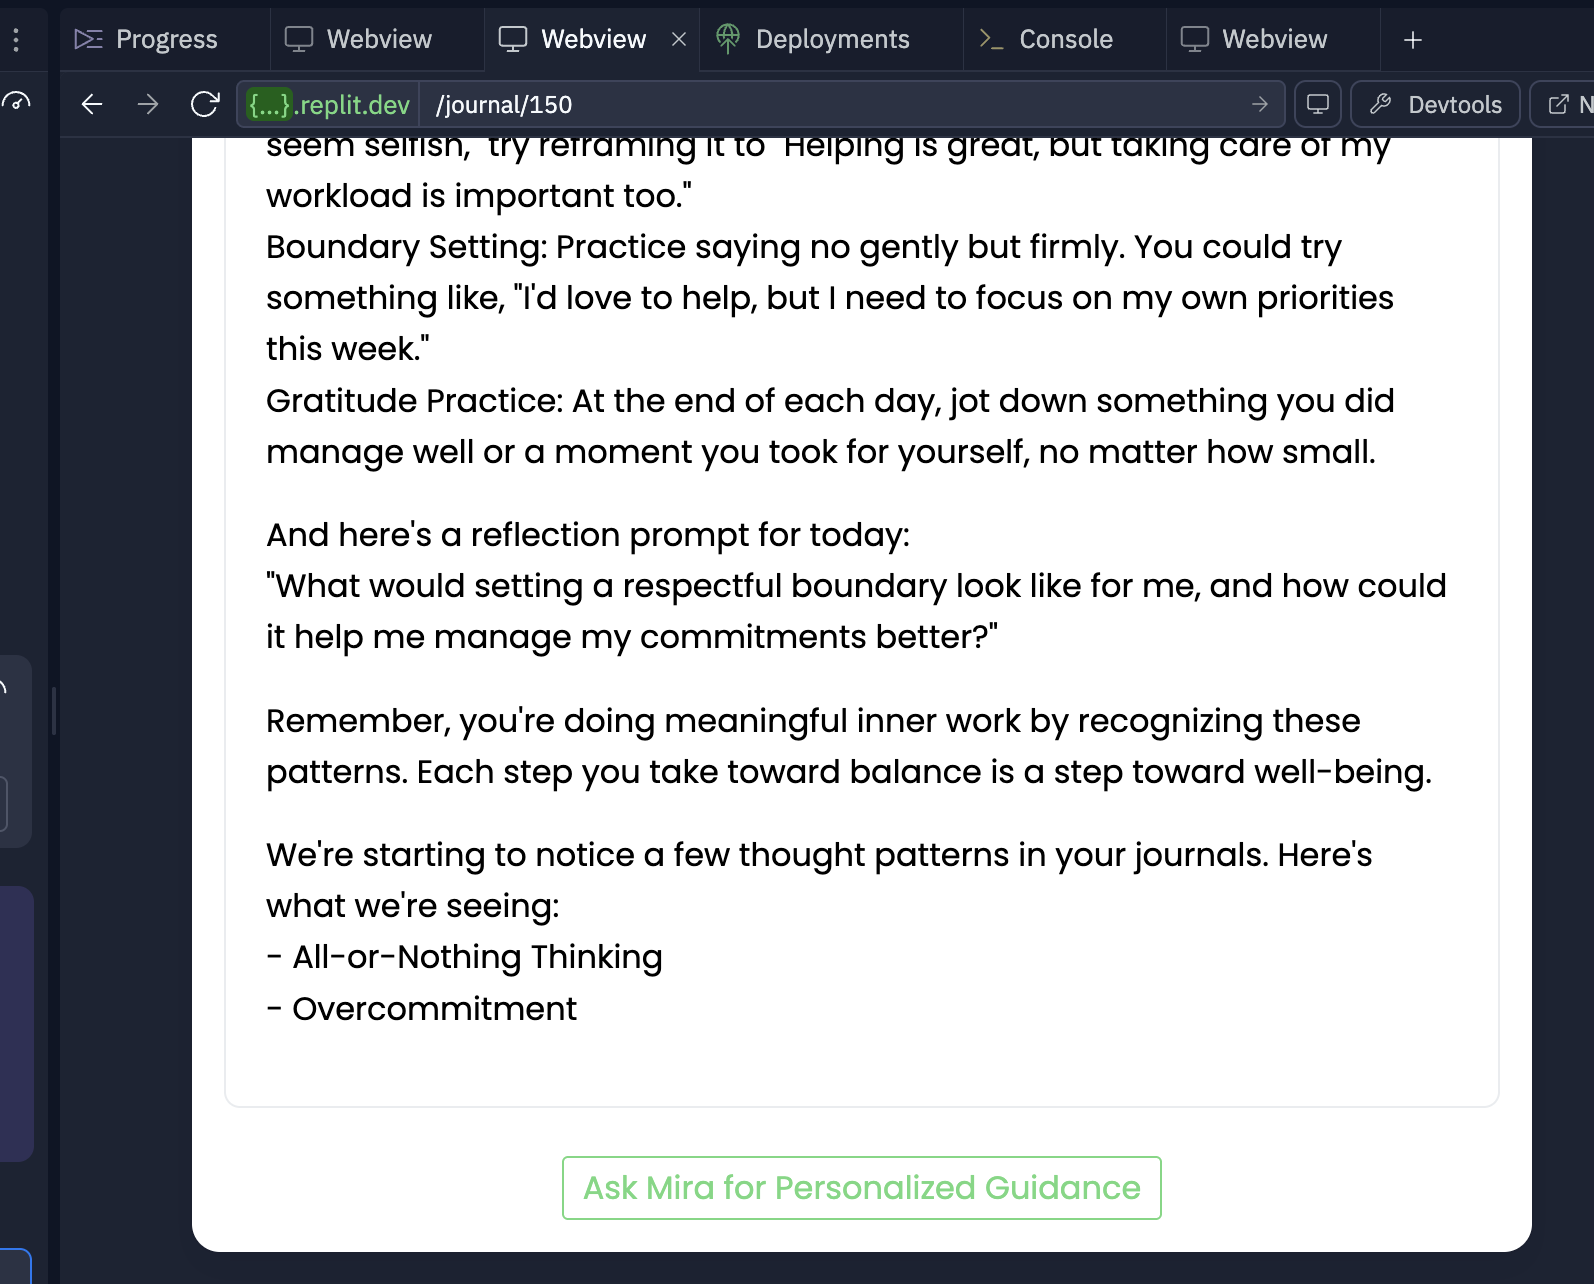 Progress
Webview
Webview
Deployments
Console
Webview
{...}.replit.dev
/journal/150
Devtools
N
seem selfish," try reframing it to "Helping is great, but taking care of my
workload is important too."
Boundary Setting: Practice saying no gently but firmly. You could try
something like, "I'd love to help, but I need to focus on my own priorities
this week."
Gratitude Practice: At the end of each day, jot down something you did
manage well or a moment you took for yourself, no matter how small.
And here's a reflection prompt for today:
"What would setting a respectful boundary look like for me, and how could
it help me manage my commitments better?"
Remember, you're doing meaningful inner work by recognizing these
patterns. Each step you take toward balance is a step toward well-being.
We're starting to notice a few thought patterns in your journals. Here's
what we're seeing:
- All-or-Nothing Thinking
- Overcommitment
Ask Mira for Personalized Guidance